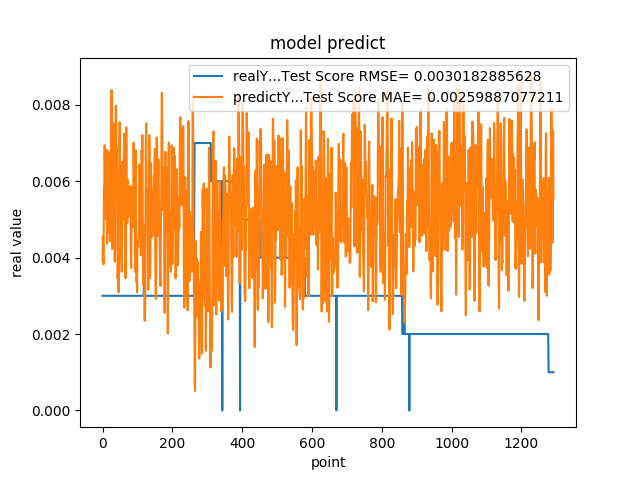 model predict
realY...Test Score RMSE= 0.0030182885628
predictY...Test Score MAE= 0.00259887077211
0.008
0.006
0.004
0.002
0.000
real value
0 200 400 600 800 1000 1200
point